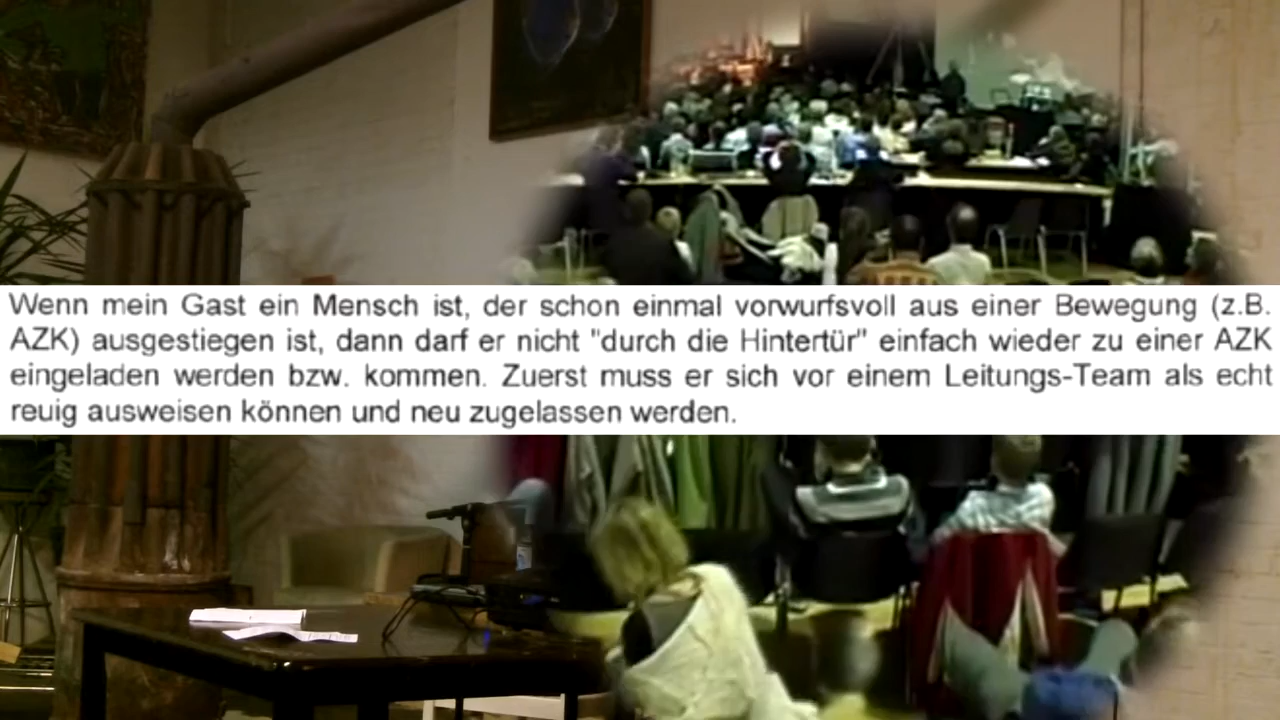 Wenn mein Gast ein Mensch ist, der schon einmal vorwurfsvoll aus einer Bewegung (z.B.
AZK) ausgestiegen ist, dann darf er nicht "durch die Hintertür" einfach wieder zu einer AZK
eingeladen werden bzw. kommen. Zuerst muss er sich vor einem Leitungs-Team als echt
reuig ausweisen können und neu zugelassen werden.